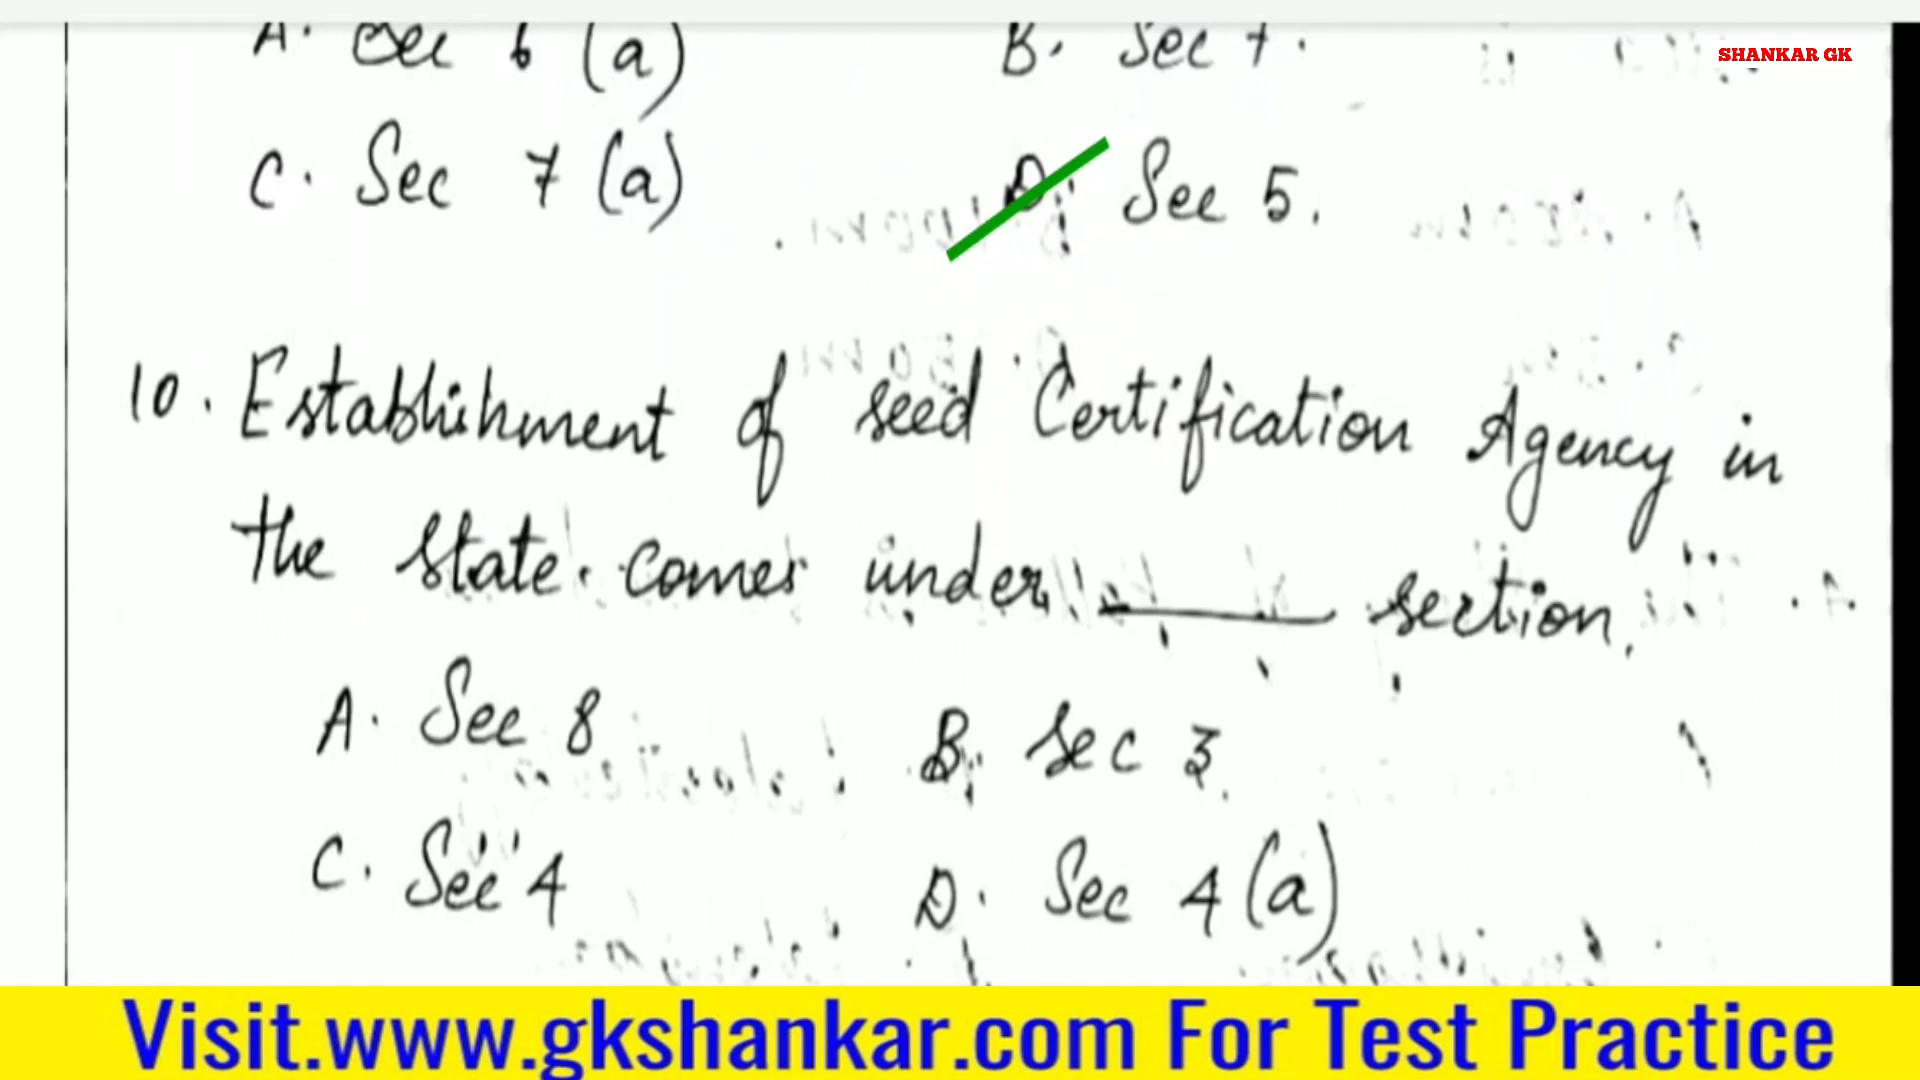 A. Sec 6 (a) B. Sec 7.
SHANKAR GK
C. Sec 7 (a) D. Sec 5.
10. Establishment of seed Certification Agency in
the state. comes under ______ section.
A. Sec 8 B. Sec 3.
C. Sec 4 D. Sec 4 (a)
Visit.www.gkshankar.com For Test Practice